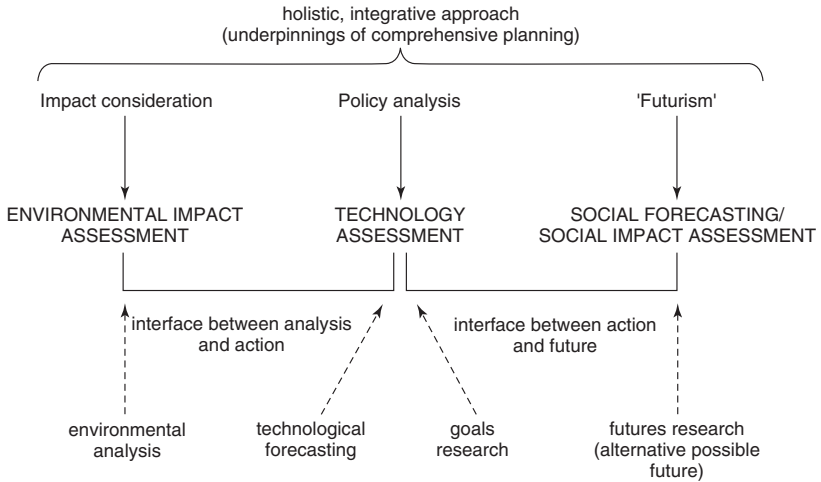 holistic, integrative approach
(underpinnings of comprehensive planning)
Impact consideration
Policy analysis
'Futurism'
ENVIRONMENTAL IMPACT
ASSESSMENT
TECHNOLOGY
ASSESSMENT
SOCIAL FORECASTING/
SOCIAL IMPACT ASSESSMENT
interface between analysis
and action
interface between action
and future
environmental
analysis
technological
forecasting
goals
research
futures research
(alternative possible
future)